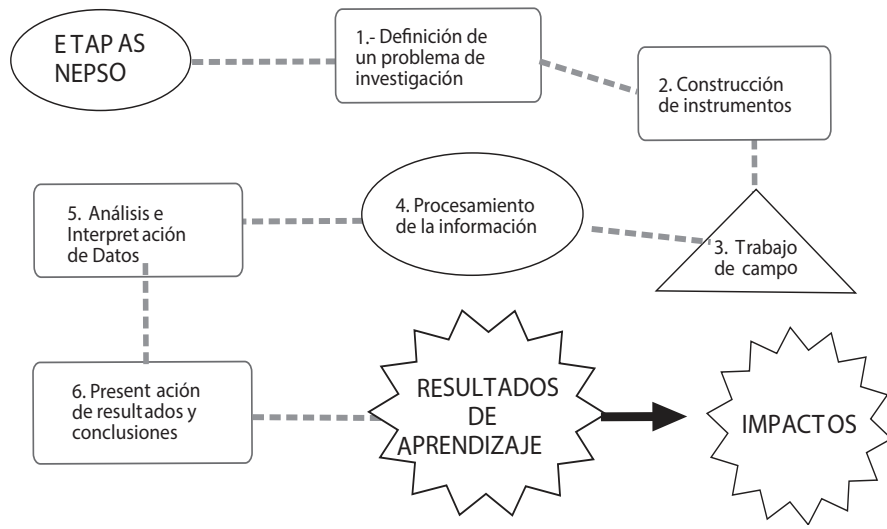 ETAPAS
NEPSO
1.- Definición de
un problema de
investigación
2. Construcción
de instrumentos
3. Trabajo
de campo
4. Procesamiento
de la información
5. Análisis e
Interpretación
de Datos
6. Presentación
de resultados y
conclusiones
RESULTADOS
DE
APRENDIZAJE
IMPACTOS